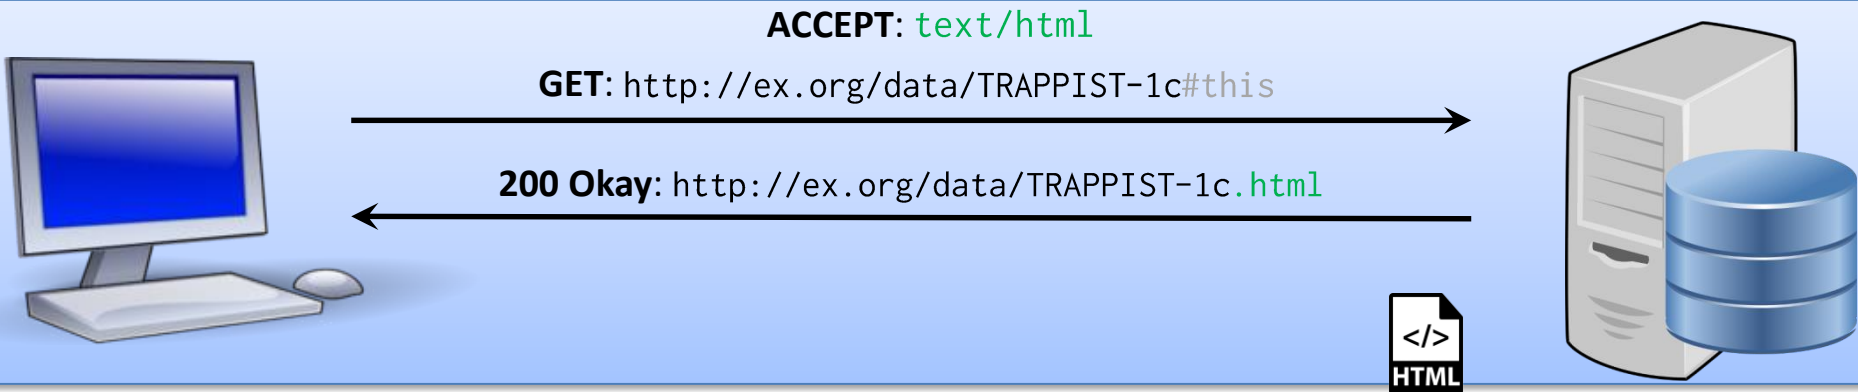 ACCEPT: text/html
GET: http://ex.org/data/TRAPPIST-1c#this
200 Okay: http://ex.org/data/TRAPPIST-1c.html
</>
HTML